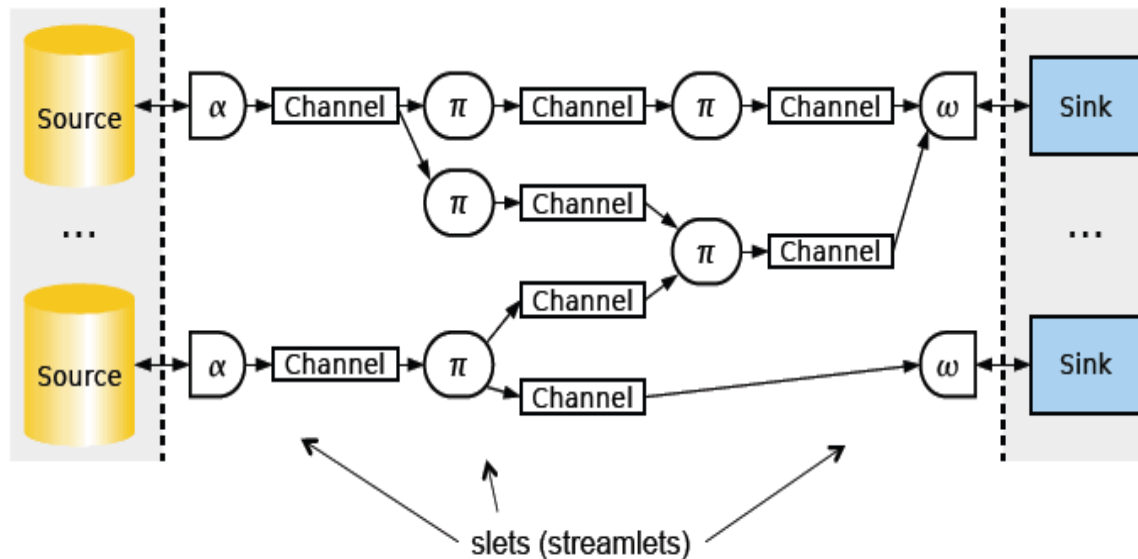 Source α Channel π Channel π Channel ω Sink
π Channel
... π Channel ...
Channel
Source α Channel π ω Sink
Channel
slets (streamlets)